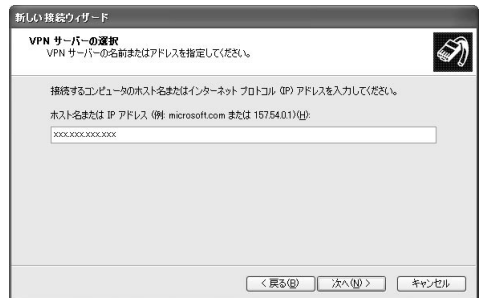 新しい接続ウィザード
VPN サーバーの選択
VPN サーバーの名前またはアドレスを指定してください。
接続するコンピュータのホスト名またはインターネット プロトコル (IP) アドレスを入力してください。
ホスト名または IP アドレス (例: microsoft.com または 157.54.0.1)(H):
xxx.xxx.xxx.xxx
< 戻る(B)
次へ(N) >
キャンセル